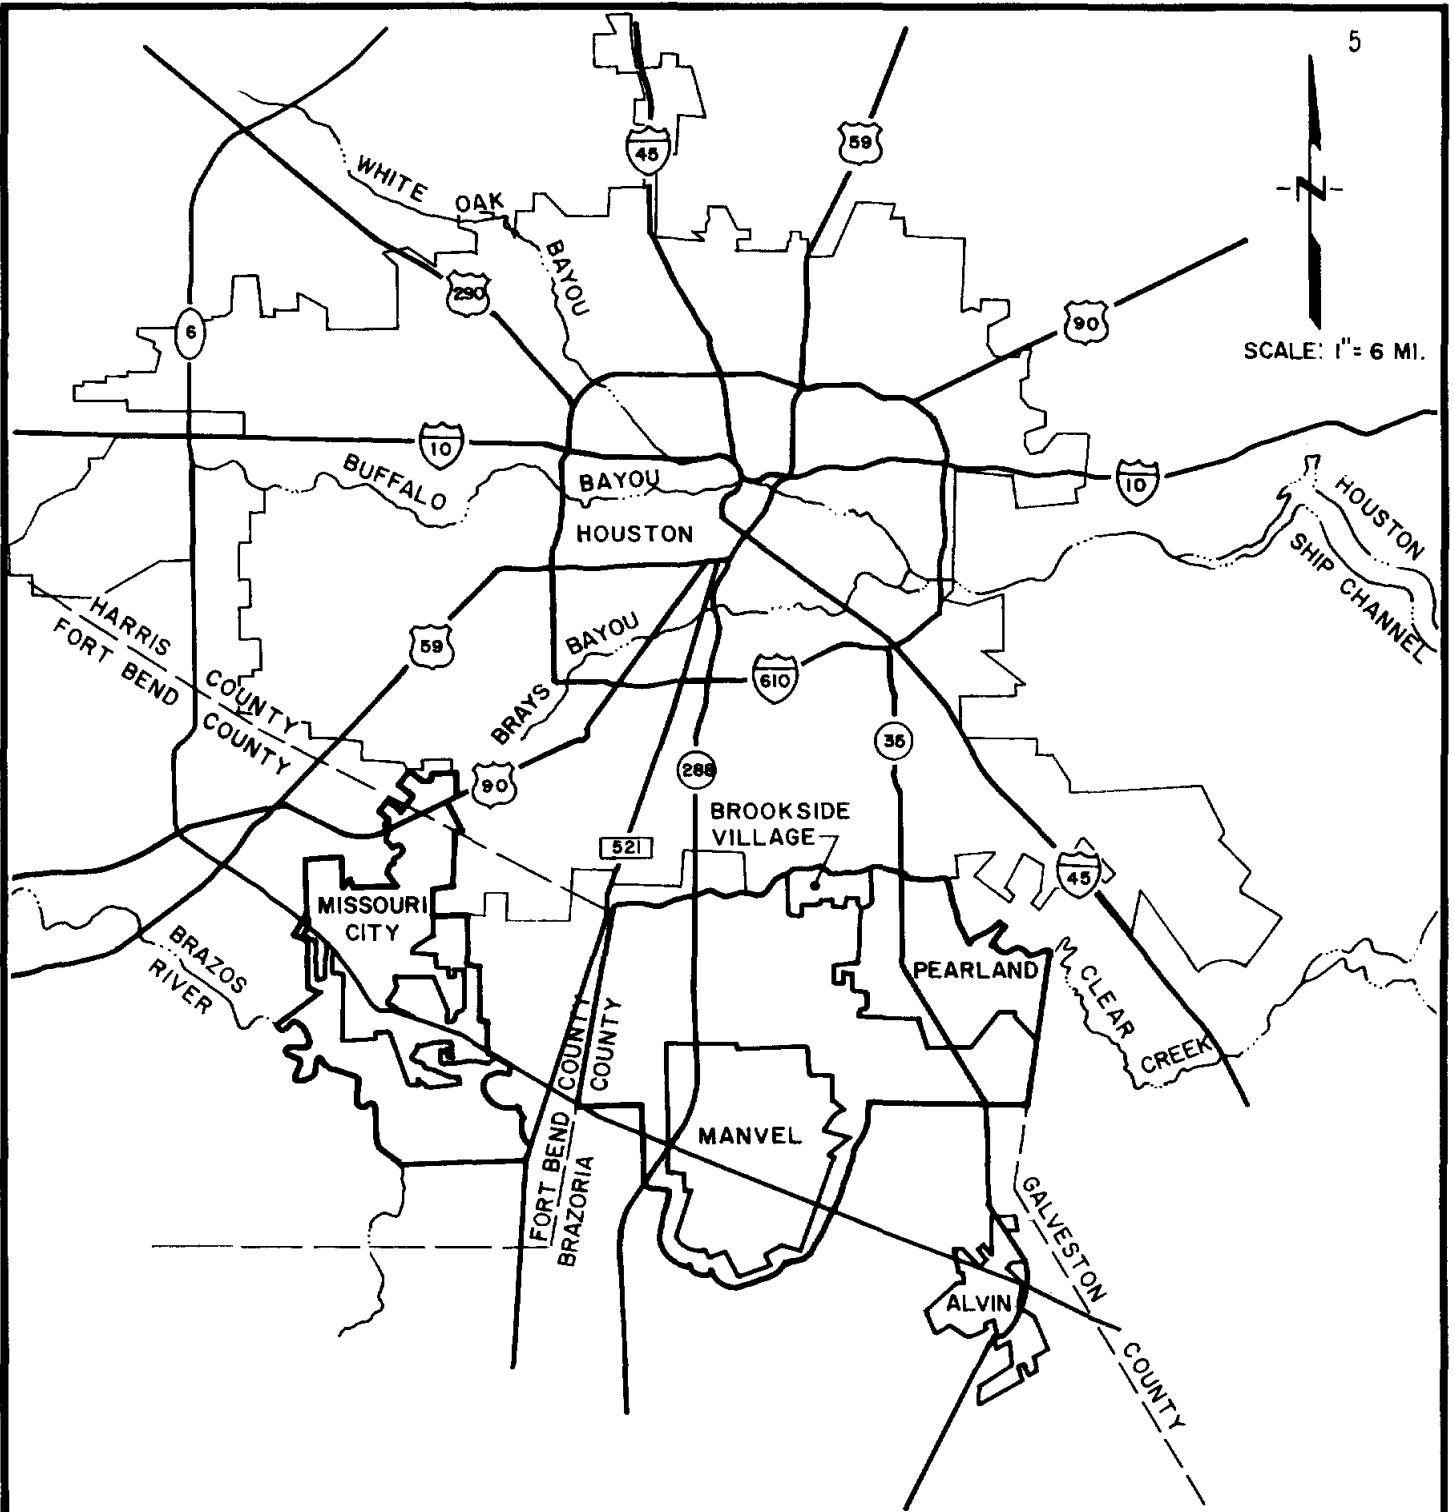 5
45
59
WHITE
OAK
BAYOU
290
6
90
N
SCALE: 1"= 6 MI.
10
BUFFALO
BAYOU
10
HOUSTON
SHIP CHANNEL
HOUSTON
HARRIS
COUNTY
FORT BEND
COUNTY
59
BRAYS
BAYOU
610
35
288
90
BROOKSIDE
VILLAGE
521
45
MISSOURI
CITY
BRAZOS
RIVER
PEARLAND
CLEAR
CREEK
FORT BEND
COUNTY
BRAZORIA
COUNTY
MANVEL
GALVESTON
COUNTY
ALVIN